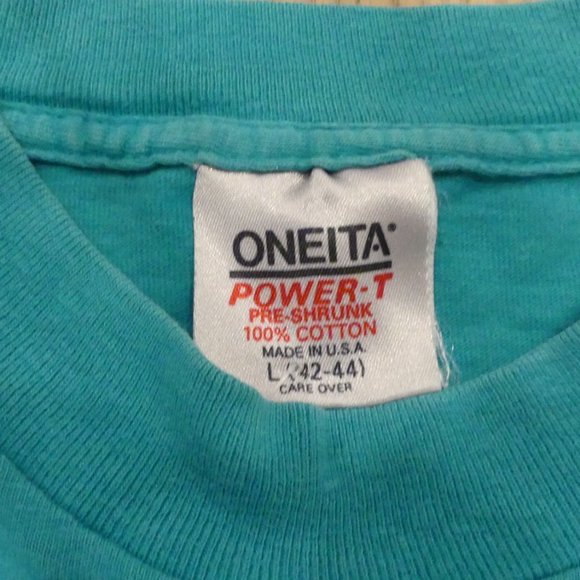 ONEITA®
POWER-T
PRE-SHRUNK
100% COTTON
MADE IN U.S.A.
L (42-44)
CARE OVER